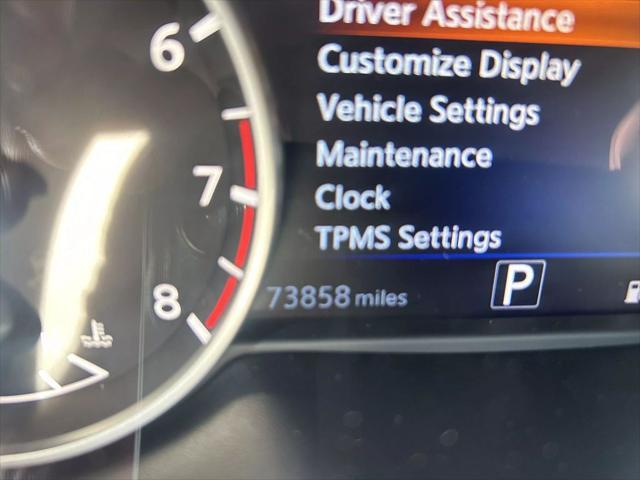 Driver Assistance
Customize Display
Vehicle Settings
Maintenance
Clock
TPMS Settings
73858 miles
P
6
7
8